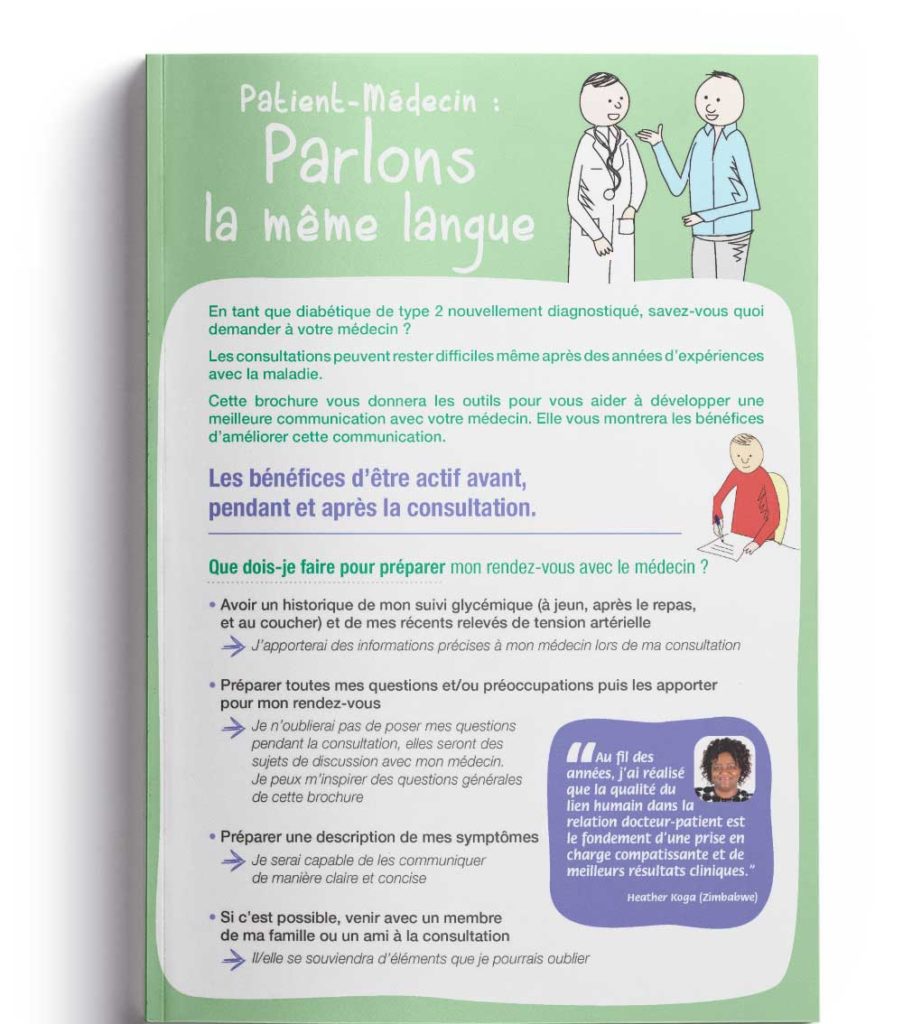 Patient-Médecin :
Parlons
la même langue
En tant que diabétique de type 2 nouvellement diagnostiqué, savez-vous quoi
demander à votre médecin ?
Les consultations peuvent rester difficiles même après des années d'expériences
avec la maladie.
Cette brochure vous donnera les outils pour vous aider à développer une
meilleure communication avec votre médecin. Elle vous montrera les bénéfices
d'améliorer cette communication.
Les bénéfices d'être actif avant,
pendant et après la consultation.
Que dois-je faire pour préparer mon rendez-vous avec le médecin ?
• Avoir un historique de mon suivi glycémique (à jeun, après le repas,
et au coucher) et de mes récents relevés de tension artérielle
J'apporterai des informations précises à mon médecin lors de ma consultation
• Préparer toutes mes questions et/ou préoccupations puis les apporter
pour mon rendez-vous
Je n'oublierai pas de poser mes questions
pendant la consultation, elles seront des
sujets de discussion avec mon médecin.
Je peux m'inspirer des questions générales
de cette brochure
• Préparer une description de mes symptômes
Je serai capable de les communiquer
de manière claire et concise
• Si c'est possible, venir avec un membre
de ma famille ou un ami à la consultation
Il/elle se souviendra d'éléments que je pourrais oublier
“Au fil des
années, j'ai réalisé
que la qualité du
lien humain dans la
relation docteur-patient est
le fondement d'une prise en
charge compatissante et de
meilleurs résultats cliniques.”
Heather Koga (Zimbabwe)